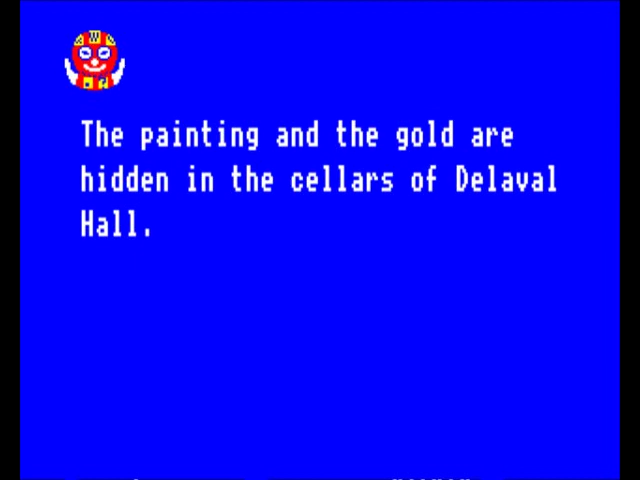 The painting and the gold are
hidden in the cellars of Delaval
Hall.